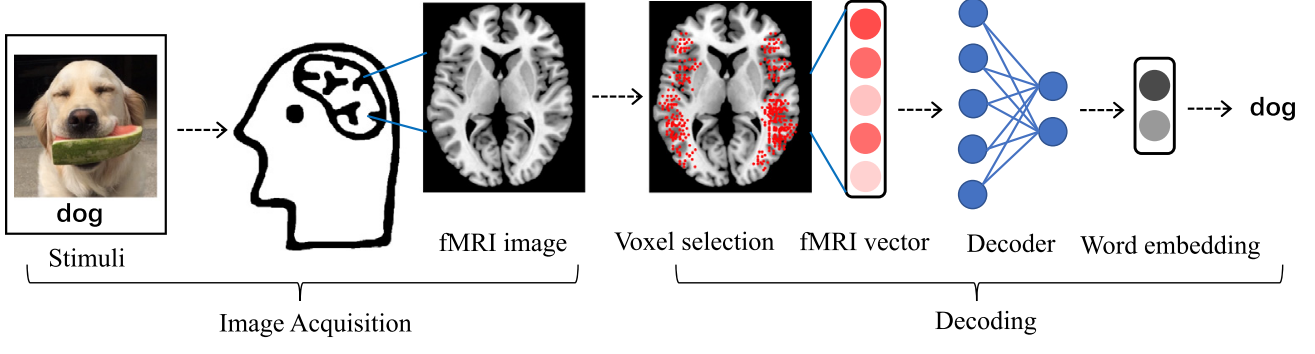 dog
Stimuli
fMRI image
Image Acquisition
Voxel selection
fMRI vector
Decoder
Word embedding
dog
Decoding